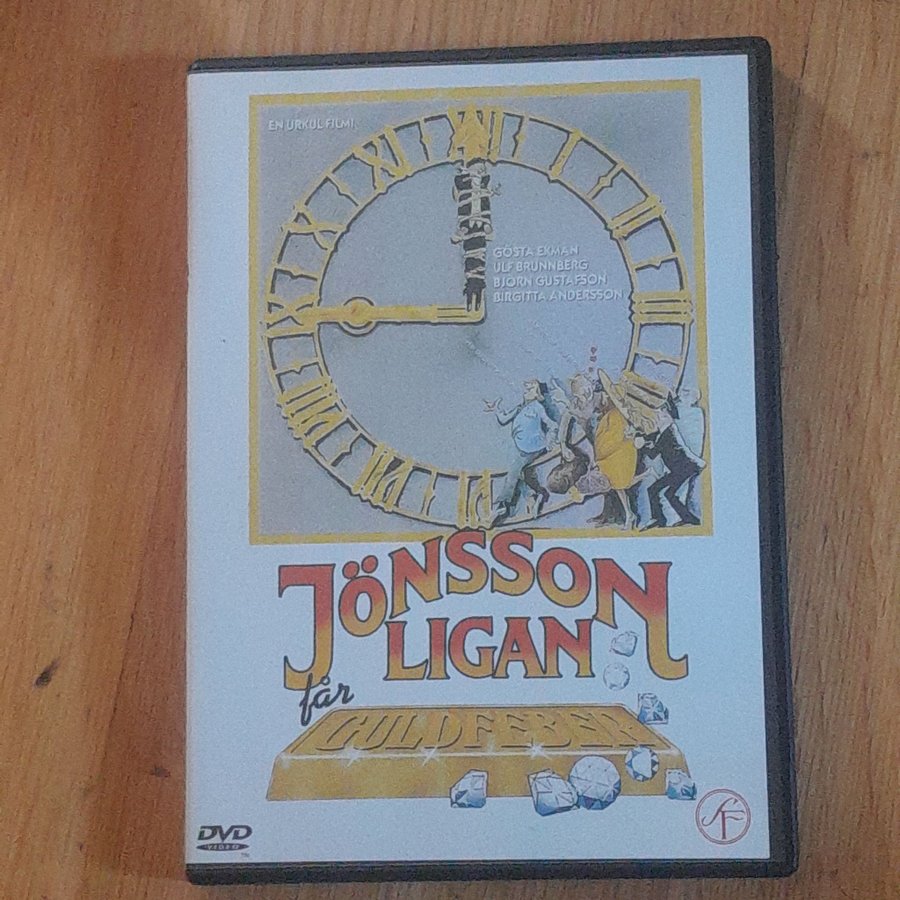 EN URKUL FILM!
GÖSTA EKMAN
ULF BRUNNBERG
BJÖRN GUSTAFSON
BIRGITTA ANDERSSON
JÖNSSON
LIGAN
får
GULDFEBER
DVD
VIDEO
SF